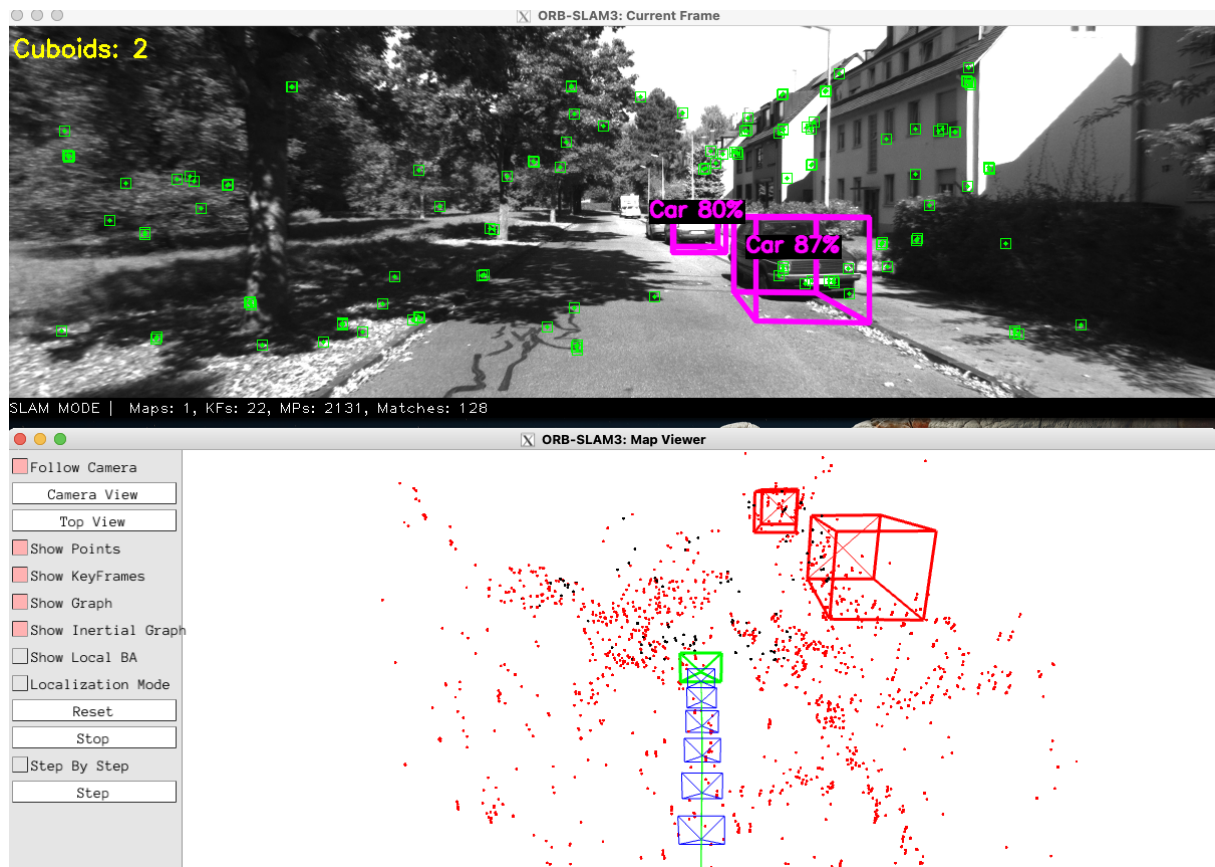 ORB-SLAM3: Current Frame
Cuboids: 2
Car 80%
Car 87%
SLAM MODE | Maps: 1, KFs: 22, MPs: 2131, Matches: 128
ORB-SLAM3: Map Viewer
Follow Camera
Camera View
Top View
Show Points
Show KeyFrames
Show Graph
Show Inertial Graph
Show Local BA
Localization Mode
Reset
Stop
Step By Step
Step